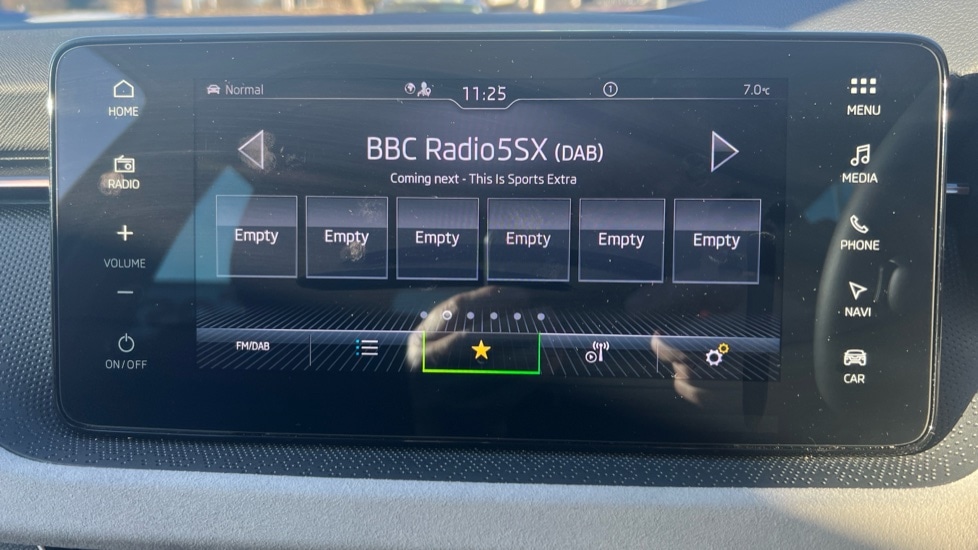 HOME
RADIO
VOLUME
ON/OFF
Normal
11:25
1
7.0°C
BBC Radio5SX (DAB)
Coming next - This Is Sports Extra
Empty Empty Empty Empty Empty Empty
FM/DAB
MENU
MEDIA
PHONE
NAVI
CAR